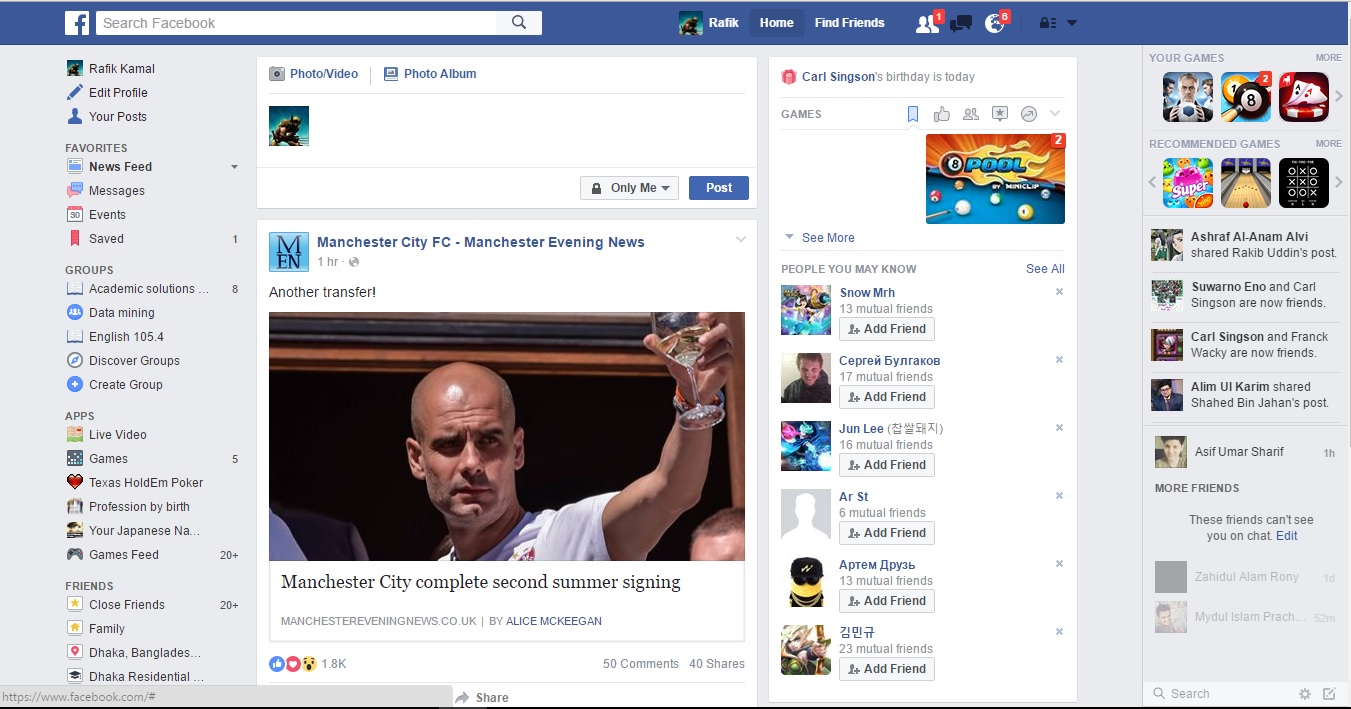 Search Facebook
Rafik
Home
Find Friends
1
6
Rafik Kamal
Edit Profile
Your Posts
FAVORITES
News Feed
Messages
30 Events
Saved 1
GROUPS
Academic solutions ... 8
Data mining
English 105.4
Discover Groups
Create Group
APPS
Live Video
Games 5
Texas HoldEm Poker
Profession by birth
Your Japanese Na...
Games Feed 20+
FRIENDS
Close Friends 20+
Family
Dhaka, Banglades...
Dhaka Residential ...
https://www.facebook.com/#
Photo/Video
Photo Album
Only Me
Post
MEN
Manchester City FC - Manchester Evening News
1 hr ·
Another transfer!
Manchester City complete second summer signing
MANCHESTEREVENINGNEWS.CO.UK | BY ALICE MCKEEGAN
1.8K
50 Comments 40 Shares
Share
Carl Singson's birthday is today
GAMES
2
8 POOL
BY MINICLIP
See More
PEOPLE YOU MAY KNOW See All
Snow Mrh
13 mutual friends
Add Friend
Сергей Булгаков
17 mutual friends
Add Friend
Jun Lee (찹쌀돼지)
16 mutual friends
Add Friend
Ar St
6 mutual friends
Add Friend
Артем Друзь
13 mutual friends
Add Friend
김민규
23 mutual friends
Add Friend
YOUR GAMES MORE
2
8
RECOMMENDED GAMES MORE
Super
Ashraf Al-Anam Alvi
shared Rakib Uddin's post.
Suwarno Eno and Carl
Singson are now friends.
Carl Singson and Franck
Wacky are now friends.
Alim Ul Karim shared
Shahed Bin Jahan's post.
Asif Umar Sharif 1h
MORE FRIENDS
These friends can't see
you on chat. Edit
Zahidul Alam Rony 1d
Mydul Islam Prach... 52m
Search